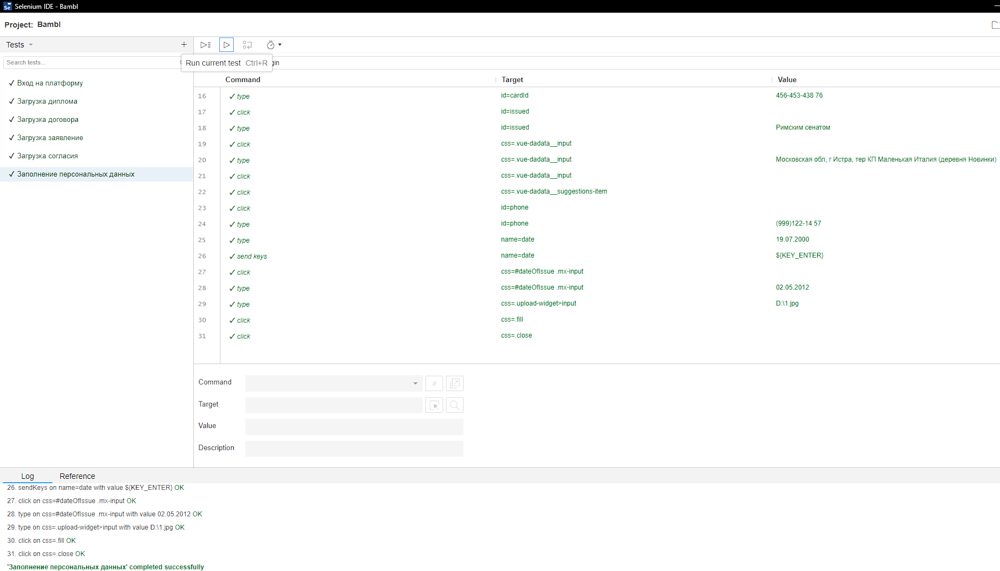 Selenium IDE - Bambl
Project: Bambl
Tests
Search tests...
Run current test Ctrl+R
gin
✓ Вход на платформу
✓ Загрузка диплома
✓ Загрузка договора
✓ Загрузка заявление
✓ Загрузка согласия
✓ Заполнение персональных данных
Command Target Value
16 ✓ type id=cardId 456-453-438 76
17 ✓ click id=issued
18 ✓ type id=issued Римским сенатом
19 ✓ click css=.vue-dadata__input
20 ✓ type css=.vue-dadata__input Московская обл, г Истра, тер КП Маленькая Италия (деревня Новинки)
21 ✓ click css=.vue-dadata__input
22 ✓ click css=.vue-dadata__suggestions-item
23 ✓ click id=phone
24 ✓ type id=phone (999)122-14 57
25 ✓ type name=date 19.07.2000
26 ✓ send keys name=date ${KEY_ENTER}
27 ✓ click css=#dateOfIssue .mx-input
28 ✓ type css=#dateOfIssue .mx-input 02.05.2012
29 ✓ type css=.upload-widget>input D:\1.jpg
30 ✓ click css=.fill
31 ✓ click css=.close
Command //
Target
Value
Description
Log Reference
26. sendKeys on name=date with value ${KEY_ENTER} OK
27. click on css=#dateOfIssue .mx-input OK
28. type on css=#dateOfIssue .mx-input with value 02.05.2012 OK
29. type on css=.upload-widget>input with value D:\1.jpg OK
30. click on css=.fill OK
31. click on css=.close OK
'Заполнение персональных данных' completed successfully